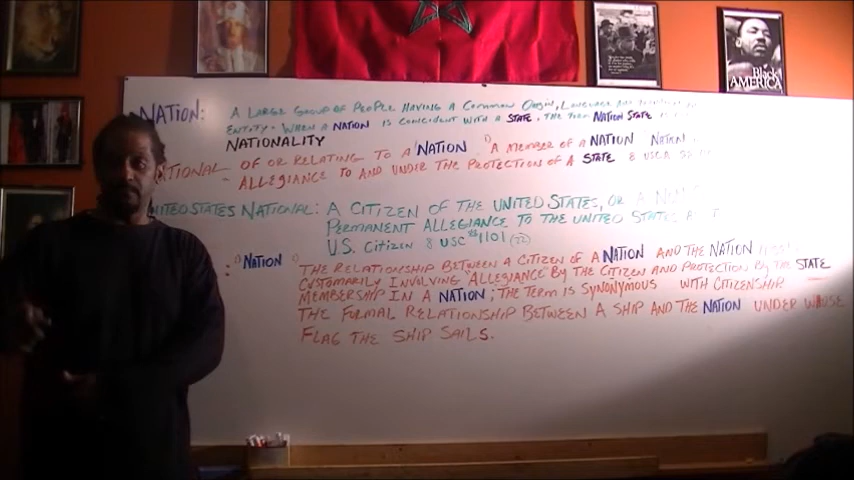 NATION: A LARGE GROUP OF PEOPLE HAVING A COMMON ORIGIN, LANGUAGE AND
ENTITY. WHEN A NATION IS COINCIDENT WITH A STATE, THE TERM NATION STATE IS
NATIONALITY
NATIONAL - OF OR RELATING TO A NATION A MEMBER OF A NATION
ALLEGIANCE TO AND UNDER THE PROTECTION OF A STATE 8 USCA
UNITED STATES NATIONAL: A CITIZEN OF THE UNITED STATES, OR A
PERMANENT ALLEGIANCE TO THE UNITED STATES
U.S. CITIZEN 8 USC 1101 (22)
: NATION THE RELATIONSHIP BETWEEN A CITIZEN OF A NATION AND THE NATION
CUSTOMARILY INVOLVING "ALLEGIANCE" BY THE CITIZEN AND PROTECTION BY THE STATE
MEMBERSHIP IN A NATION; THE TERM IS SYNONYMOUS WITH CITIZENSHIP
THE FORMAL RELATIONSHIP BETWEEN A SHIP AND THE NATION UNDER WHOSE
FLAG THE SHIP SAILS.
Black
AMERICA